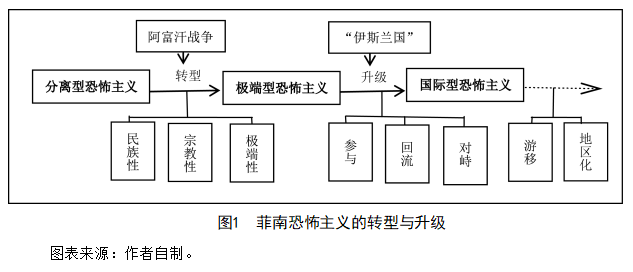 阿富汗战争
“伊斯兰国”
转型
升级
分离型恐怖主义
极端型恐怖主义
国际型恐怖主义
民族性
宗教性
极端性
参与
回流
对峙
游移
地区化
图1 菲南恐怖主义的转型与升级
图表来源：作者自制。